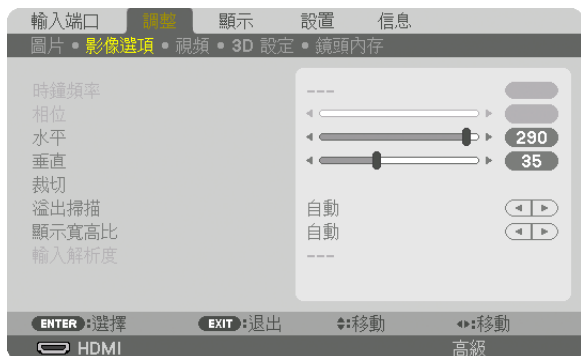 輸入端口 調整 顯示 設置 信息
圖片 • 影像選項 • 視頻 • 3D 設定 • 鏡頭內存
時鐘頻率 ---
相位
水平 290
垂直 35
裁切
溢出掃描 自動
顯示寬高比 自動
輸入解析度 ---
ENTER:選擇 EXIT:退出 :移動 :移動
HDMI 高級